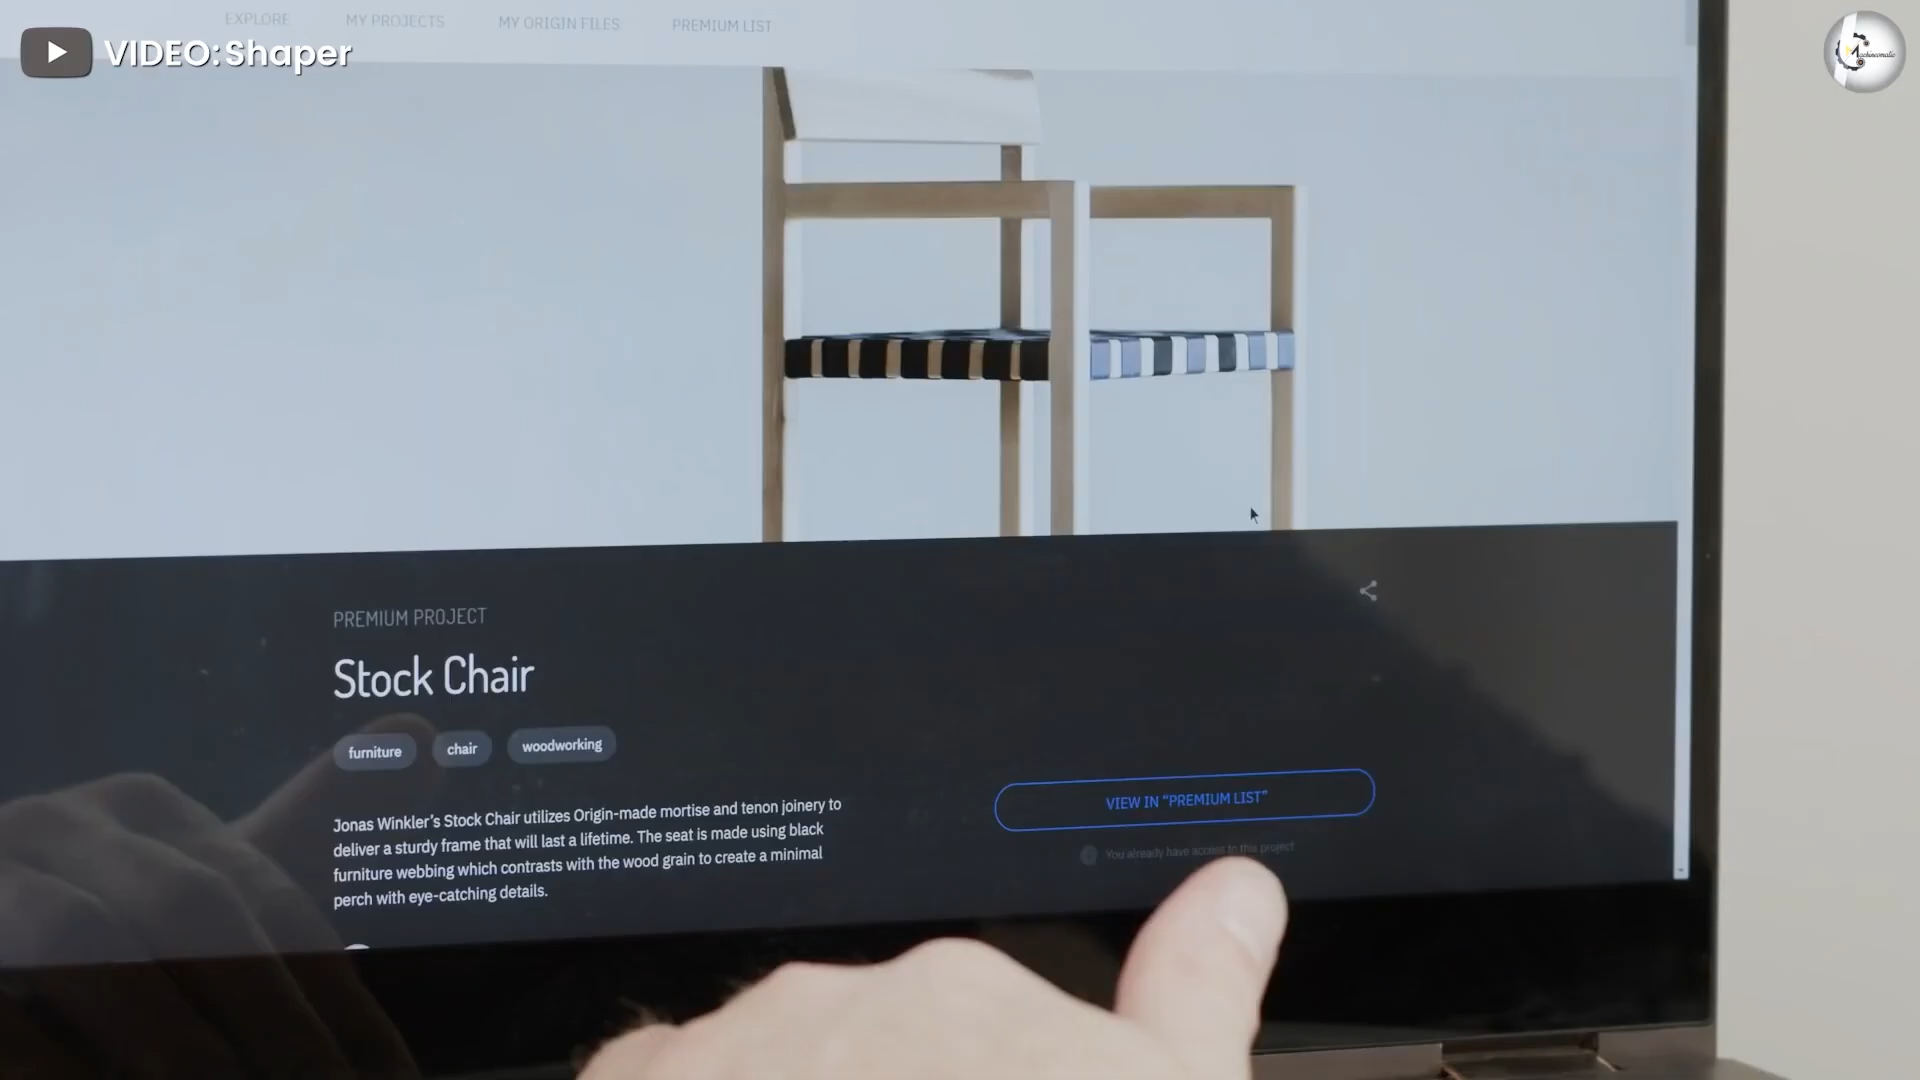 EXPLORE MY PROJECTS MY ORIGIN FILES PREMIUM LIST
VIDEO: Shaper
Machineomatic
PREMIUM PROJECT
Stock Chair
furniture chair woodworking
Jonas Winkler's Stock Chair utilizes Origin-made mortise and tenon joinery to
deliver a sturdy frame that will last a lifetime. The seat is made using black
furniture webbing which contrasts with the wood grain to create a minimal
perch with eye-catching details.
VIEW IN “PREMIUM LIST”
You already have access to this project